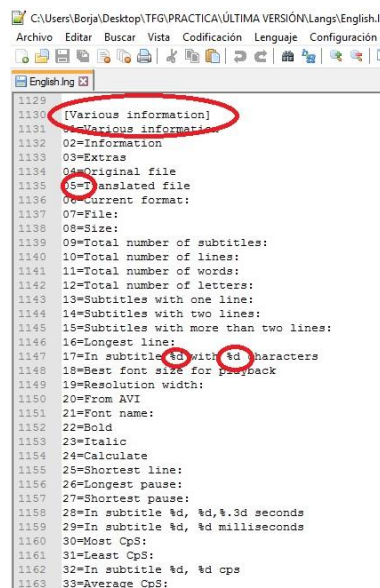 C:\Users\Borja\Desktop\TFG\PRACTICA\ÚLTIMA VERSIÓN\Langs\English.l
Archivo Editar Buscar Vista Codificación Lenguaje Configuración
English.lng
1129
1130 [Various information]
1131 01=Various information
1132 02=Information
1133 03=Extras
1134 04=Original file
1135 05=Translated file
1136 06=Current format:
1137 07=File:
1138 08=Size:
1139 09=Total number of subtitles:
1140 10=Total number of lines:
1141 11=Total number of words:
1142 12=Total number of letters:
1143 13=Subtitles with one line:
1144 14=Subtitles with two lines:
1145 15=Subtitles with more than two lines:
1146 16=Longest line:
1147 17=In subtitle %d with %d characters
1148 18=Best font size for playback
1149 19=Resolution width:
1150 20=From AVI
1151 21=Font name:
1152 22=Bold
1153 23=Italic
1154 24=Calculate
1155 25=Shortest line:
1156 26=Longest pause:
1157 27=Shortest pause:
1158 28=In subtitle %d, %d,%.3d seconds
1159 29=In subtitle %d, %d milliseconds
1160 30=Most CpS:
1161 31=Least CpS:
1162 32=In subtitle %d, %d cps
1163 33=Average CpS: